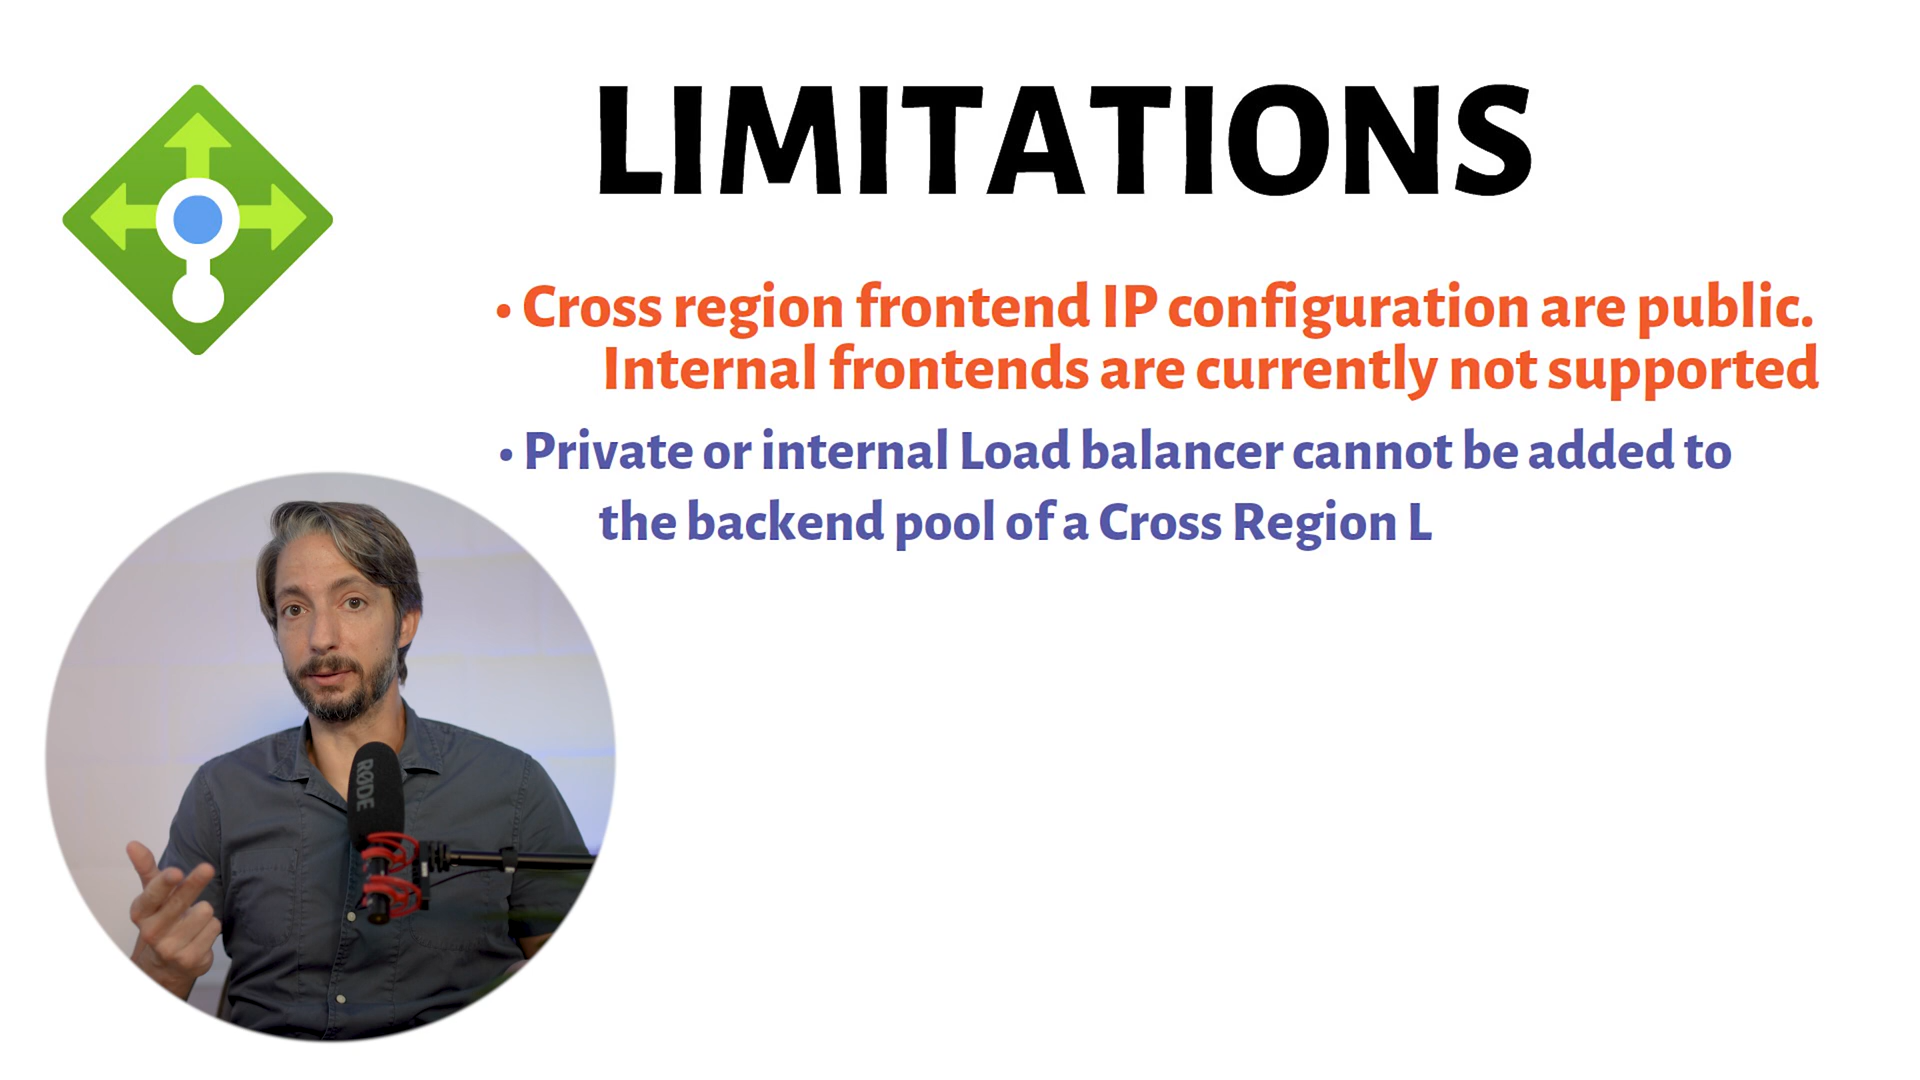 LIMITATIONS
• Cross region frontend IP configuration are public.
Internal frontends are currently not supported
• Private or internal Load balancer cannot be added to
the backend pool of a Cross Region L
RØDE